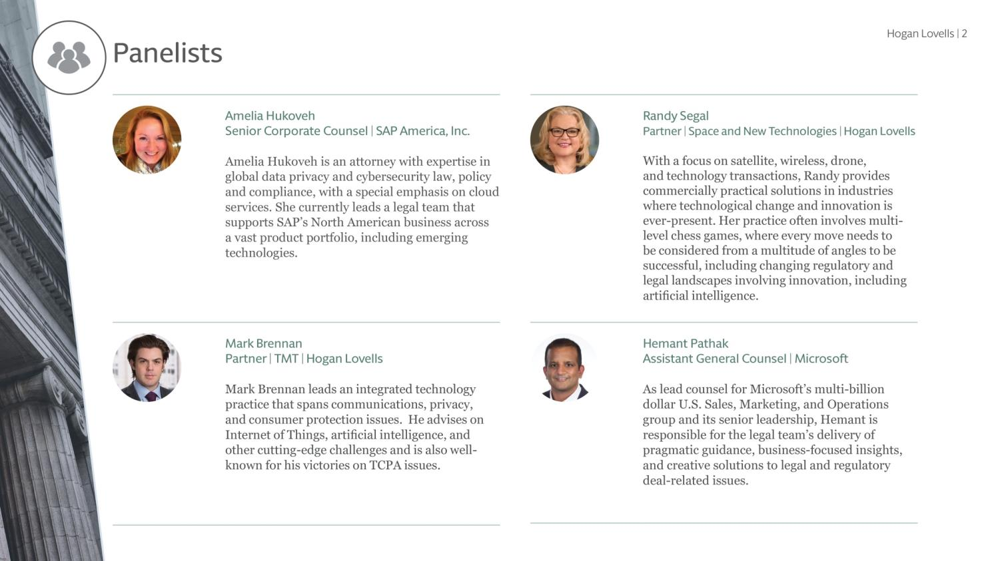 Hogan Lovells | 2
Panelists
Amelia Hukoveh
Senior Corporate Counsel | SAP America, Inc.
Amelia Hukoveh is an attorney with expertise in
global data privacy and cybersecurity law, policy
and compliance, with a special emphasis on cloud
services. She currently leads a legal team that
supports SAP’s North American business across
a vast product portfolio, including emerging
technologies.
Randy Segal
Partner | Space and New Technologies | Hogan Lovells
With a focus on satellite, wireless, drone,
and technology transactions, Randy provides
commercially practical solutions in industries
where technological change and innovation is
ever-present. Her practice often involves multi-
level chess games, where every move needs to
be considered from a multitude of angles to be
successful, including changing regulatory and
legal landscapes involving innovation, including
artificial intelligence.
Mark Brennan
Partner | TMT | Hogan Lovells
Mark Brennan leads an integrated technology
practice that spans communications, privacy,
and consumer protection issues.  He advises on
Internet of Things, artificial intelligence, and
other cutting-edge challenges and is also well-
known for his victories on TCPA issues.
Hemant Pathak
Assistant General Counsel | Microsoft
As lead counsel for Microsoft’s multi-billion
dollar U.S. Sales, Marketing, and Operations
group and its senior leadership, Hemant is
responsible for the legal team’s delivery of
pragmatic guidance, business-focused insights,
and creative solutions to legal and regulatory
deal-related issues.